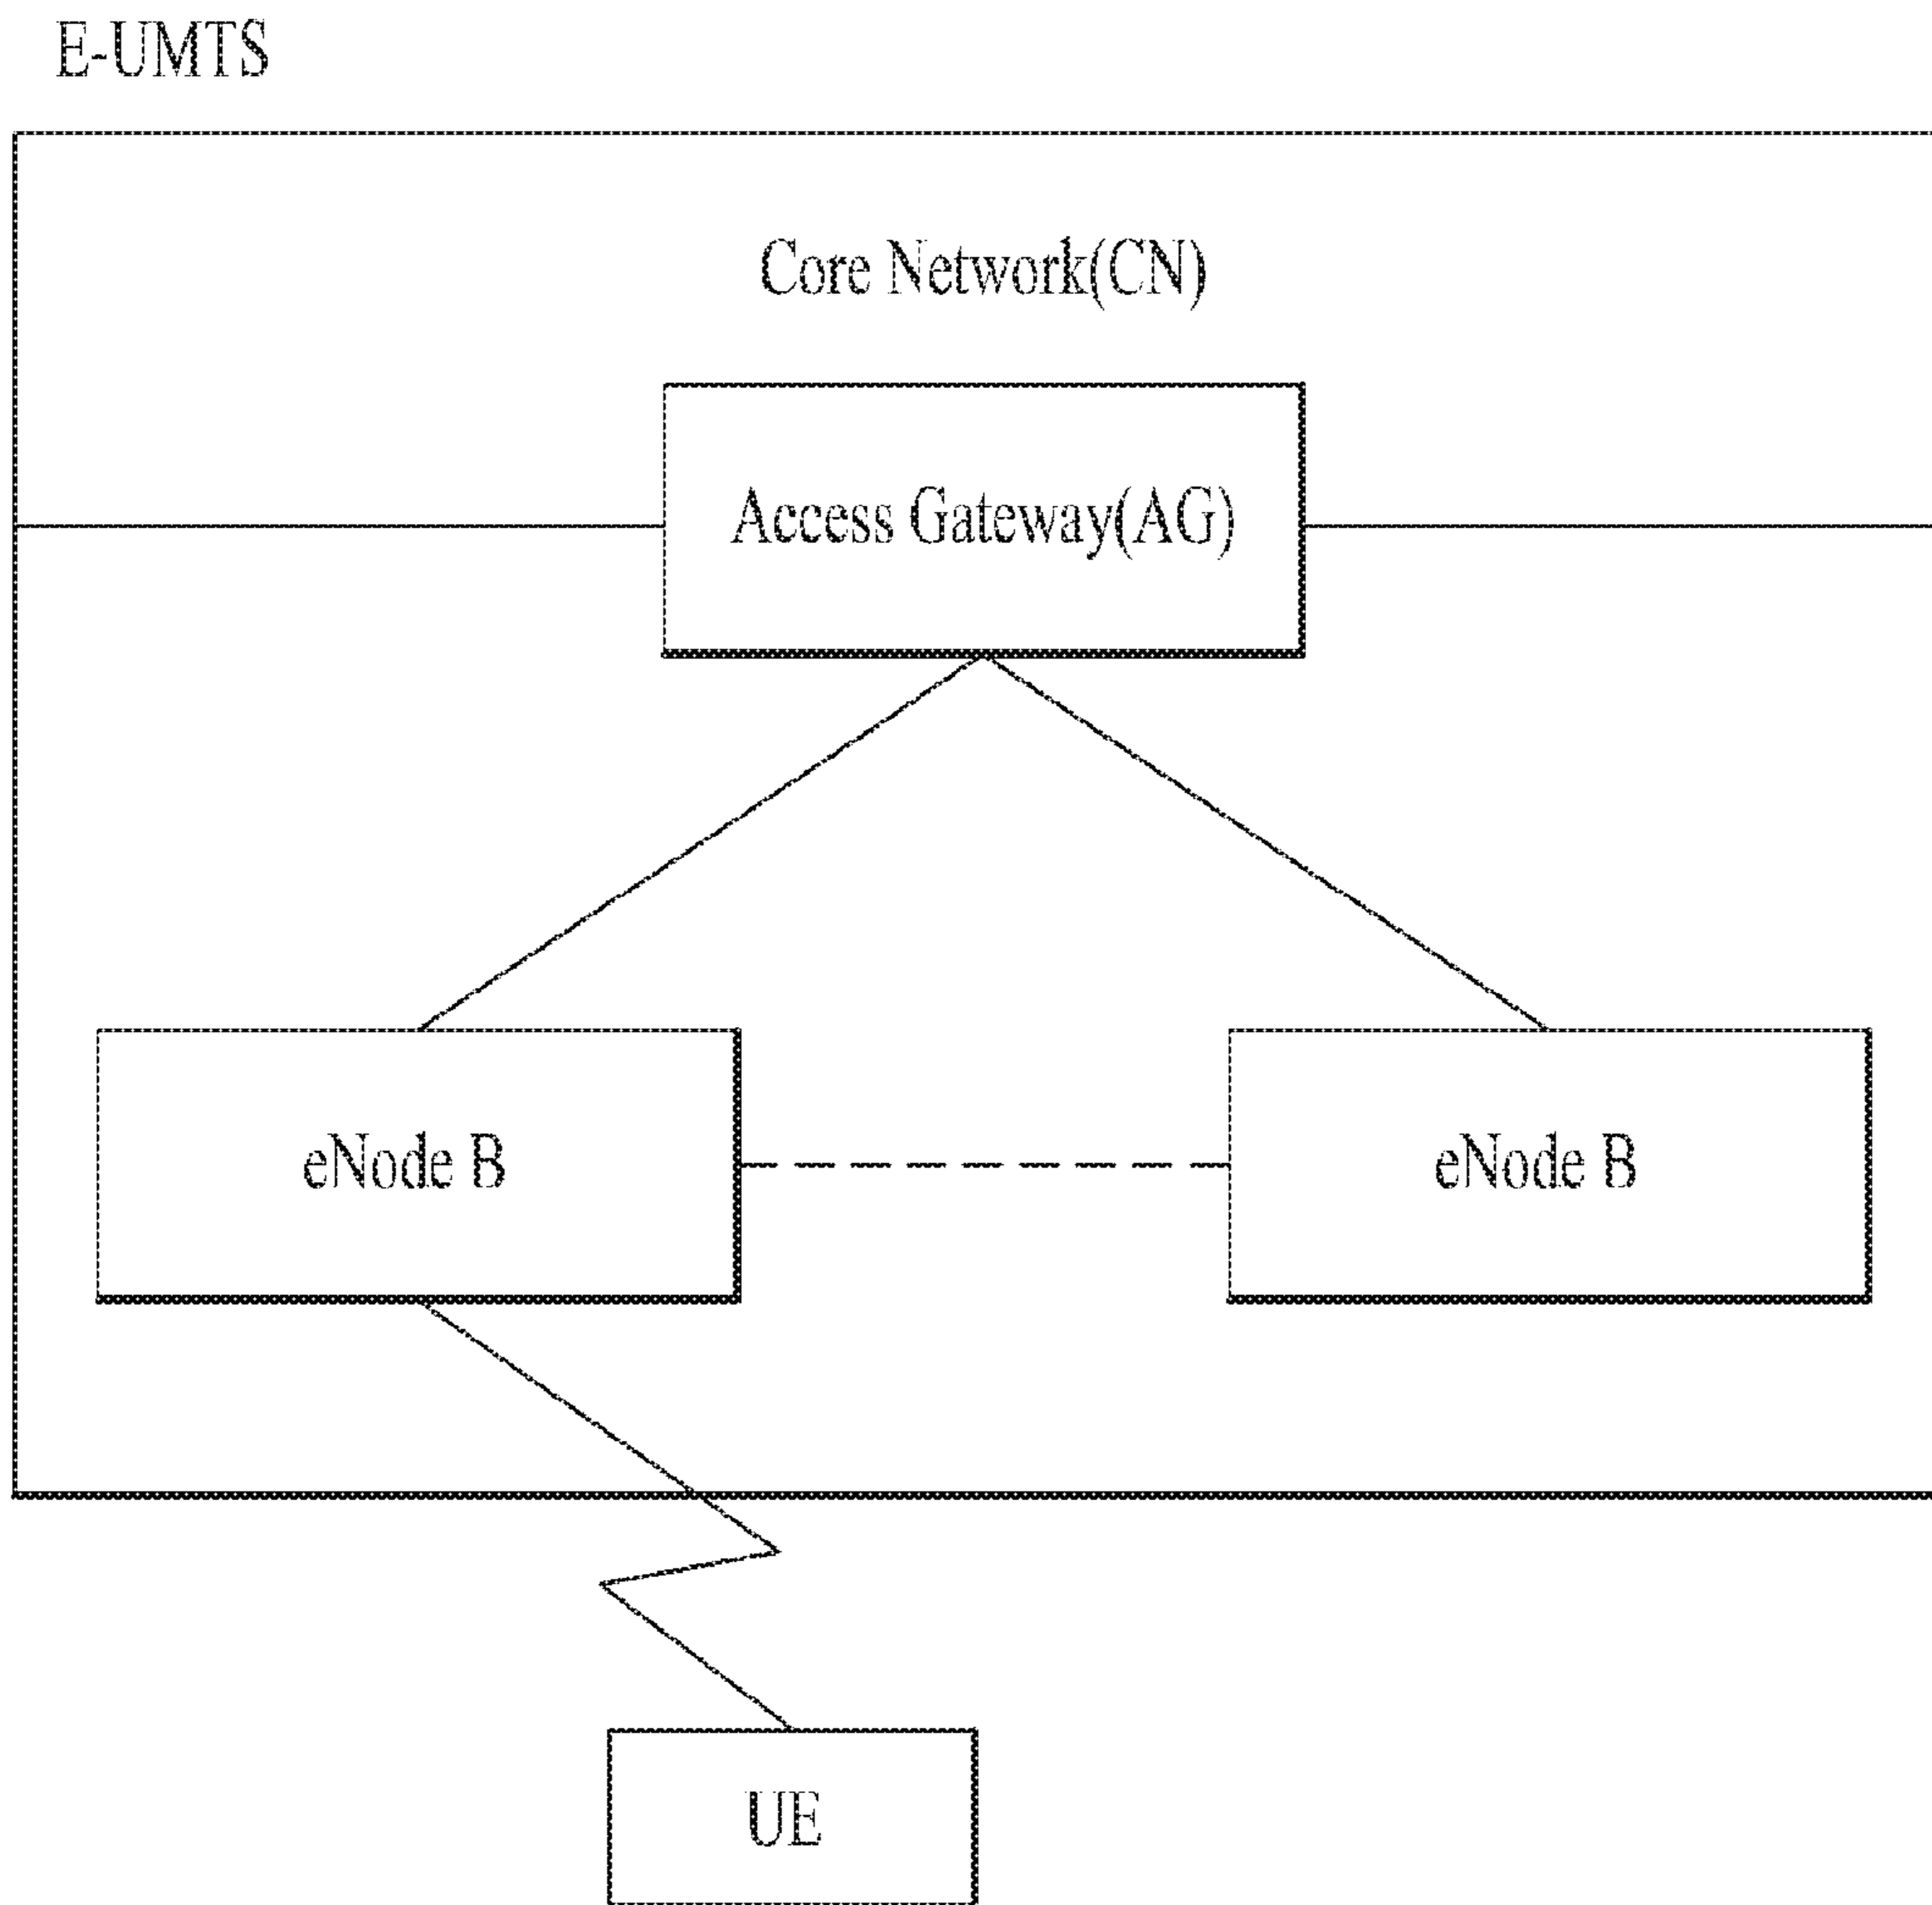 E-UMTS
Core Network(CN)
Access Gateway(AG)
eNode B
eNode B
UE